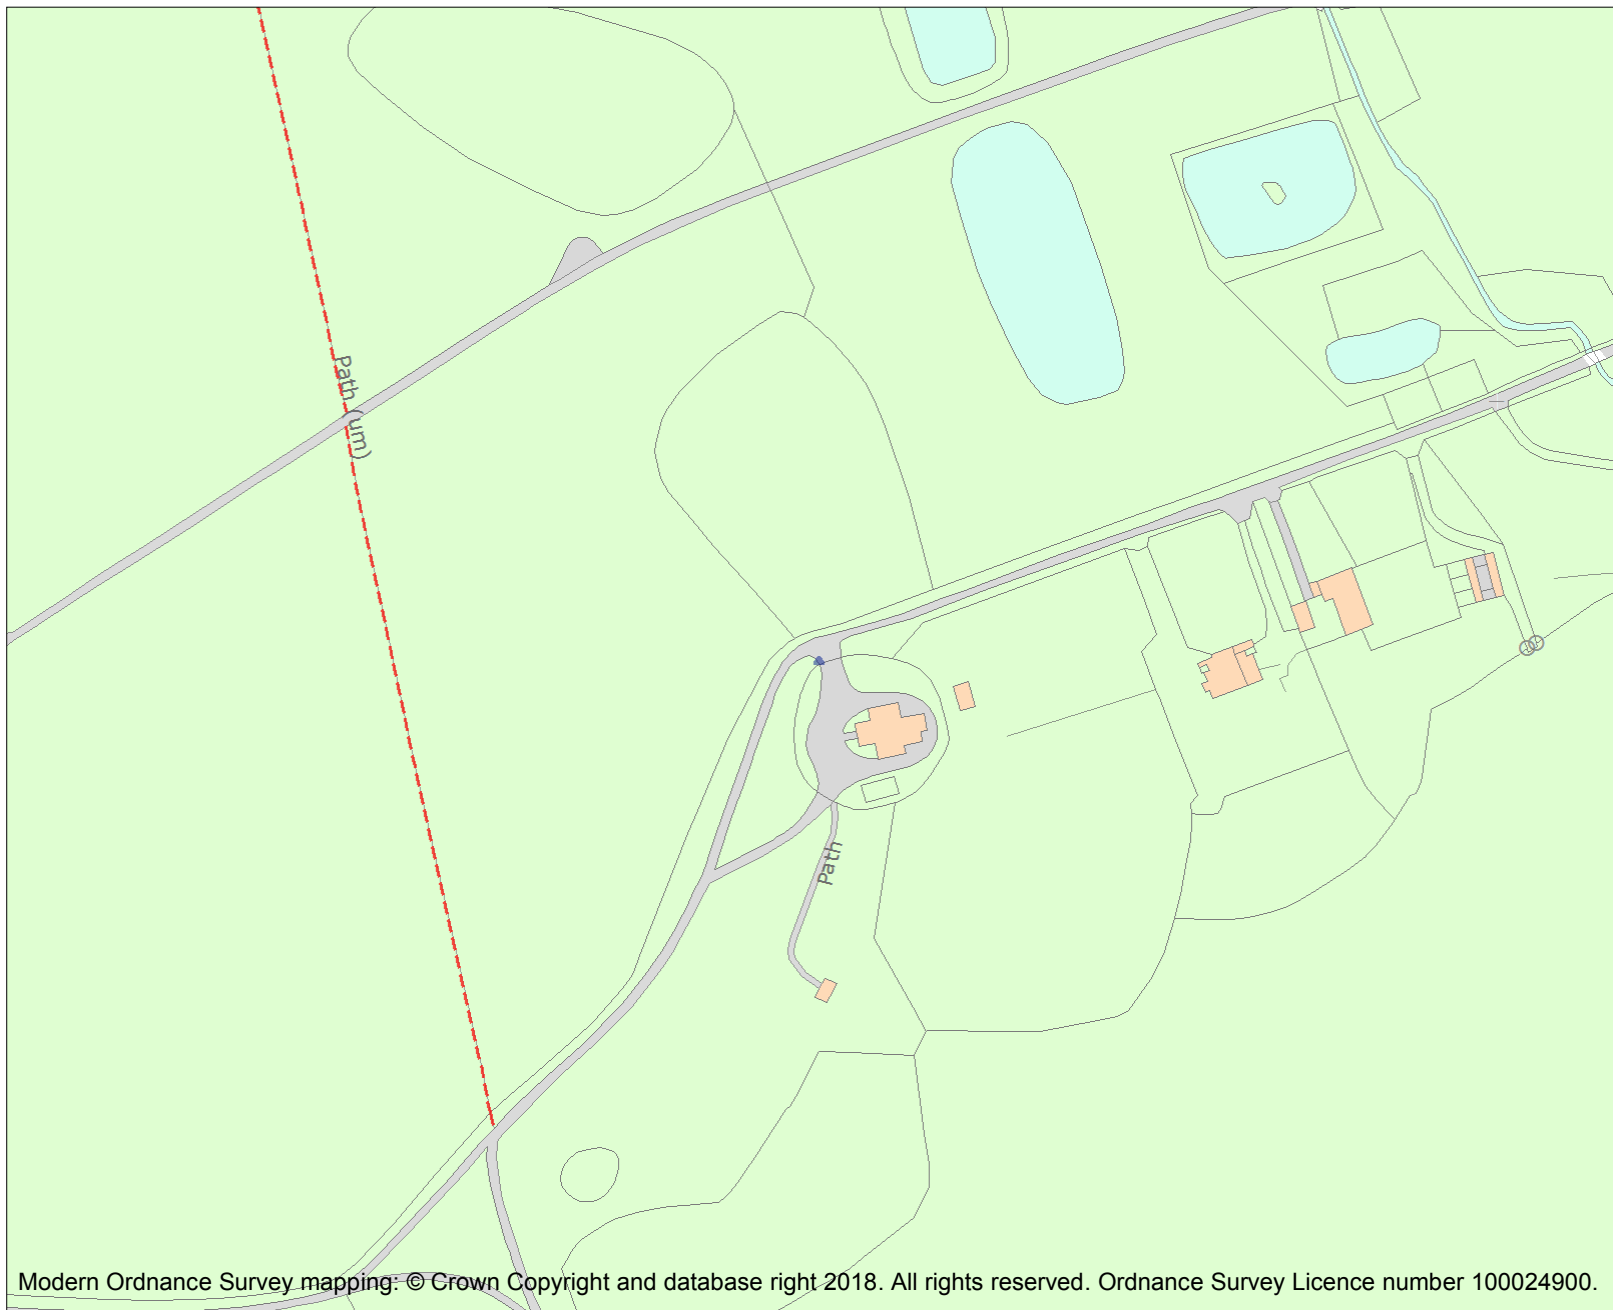 Path (um)
Path
Modern Ordnance Survey mapping: © Crown Copyright and database right 2018. All rights reserved. Ordnance Survey Licence number 100024900.